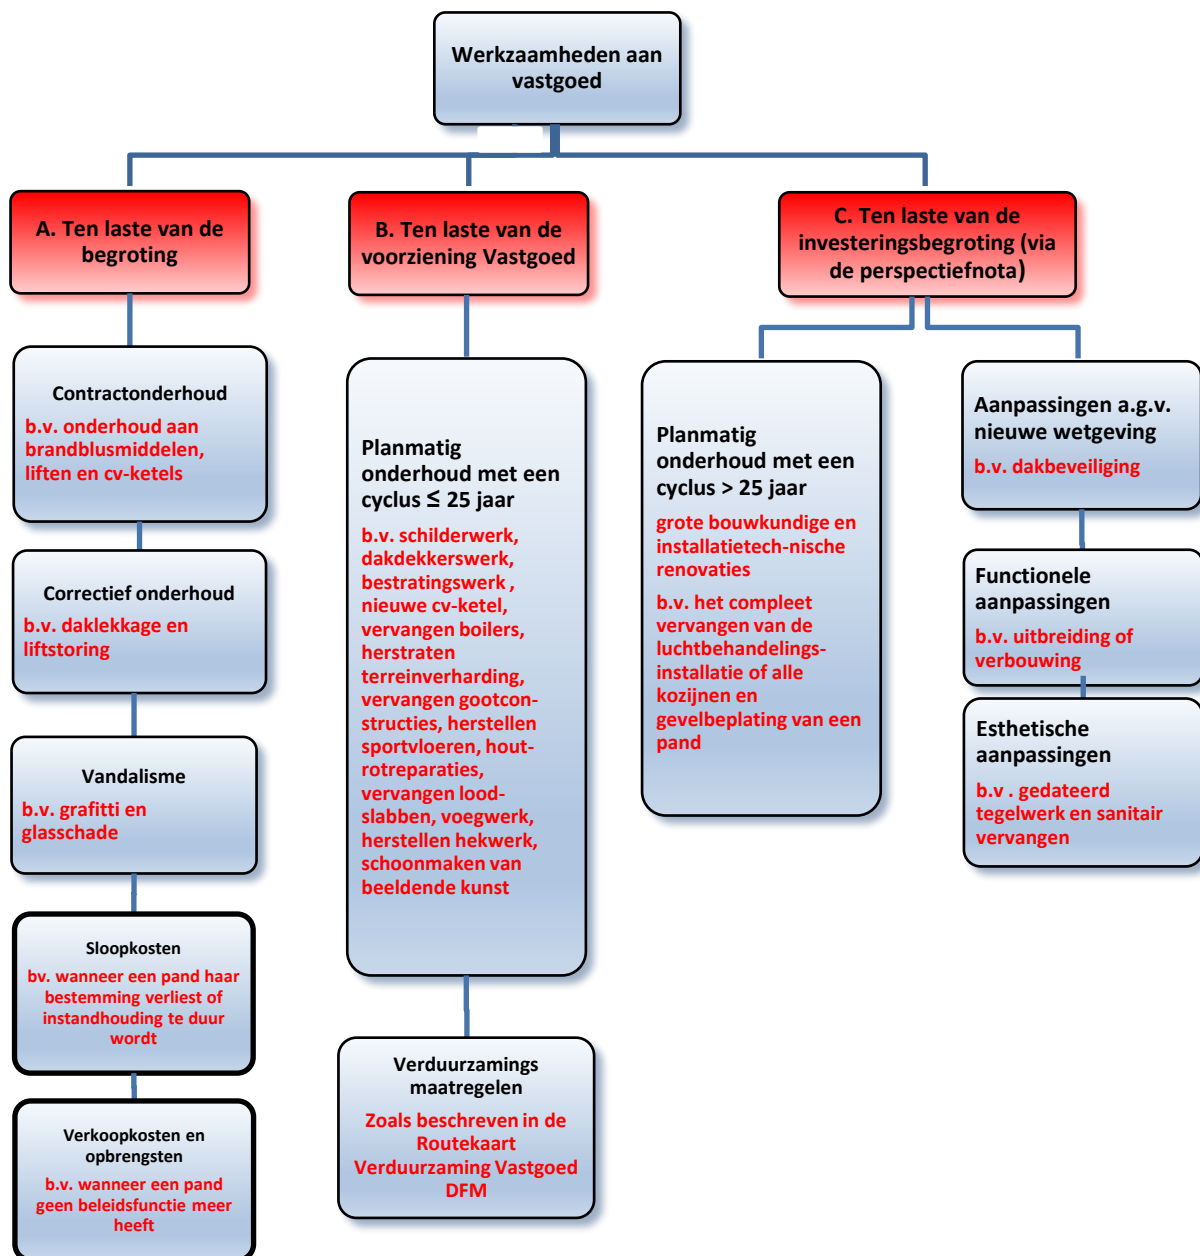 Werkzaamheden aan
vastgoed
A. Ten laste van de
begroting
Contractonderhoud
b.v. onderhoud aan
brandblusmiddelen,
liften en cv-ketels
Correctief onderhoud
b.v. daklekkage en
liftstoring
Vandalisme
b.v. grafitti en
glasschade
Sloopkosten
bv. wanneer een pand haar
bestemming verliest of
instandhouding te duur
wordt
Verkoopkosten en
opbrengsten
b.v. wanneer een pand
geen beleidsfunctie meer
heeft
B. Ten laste van de
voorziening Vastgoed
Planmatig
onderhoud met een
cyclus ≤ 25 jaar
b.v. schilderwerk,
dakdekkerswerk,
bestratingswerk ,
nieuwe cv-ketel,
vervangen boilers,
herstraten
terreinverharding,
vervangen gootcon-
structies, herstellen
sportvloeren, hout-
rotreparaties,
vervangen lood-
slabben, voegwerk,
herstellen hekwerk,
schoonmaken van
beeldende kunst
Verduurzamings
maatregelen
Zoals beschreven in de
Routekaart
Verduurzaming Vastgoed
DFM
C. Ten laste van de
investeringsbegroting (via
de perspectiefnota)
Planmatig
onderhoud met een
cyclus > 25 jaar
grote bouwkundige en
installatietech-nische
renovaties
b.v. het compleet
vervangen van de
luchtbehandelings-
installatie of alle
kozijnen en
gevelbeplating van een
pand
Aanpassingen a.g.v.
nieuwe wetgeving
b.v. dakbeveiliging
Functionele
aanpassingen
b.v. uitbreiding of
verbouwing
Esthetische
aanpassingen
b.v . gedateerd
tegelwerk en sanitair
vervangen